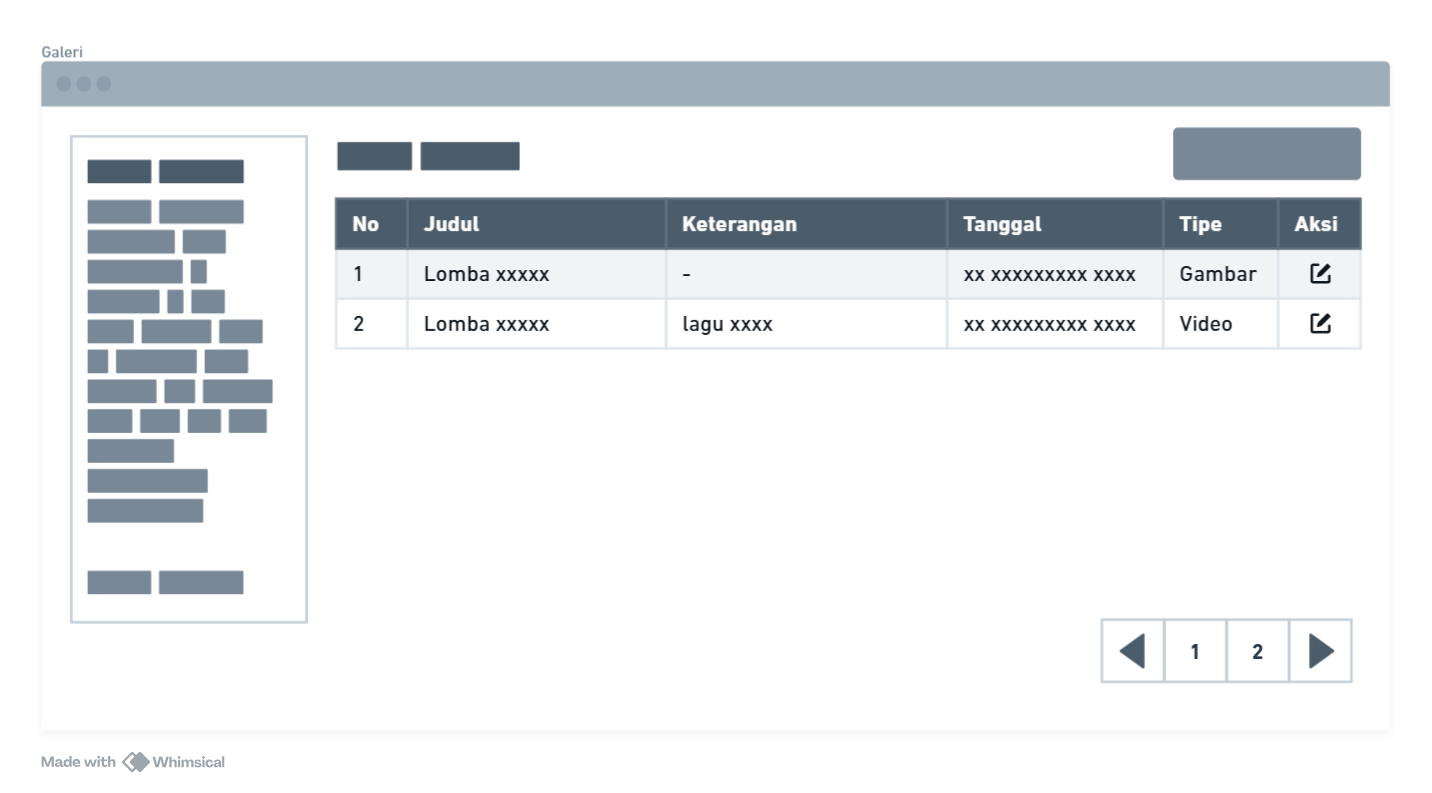 Galeri
No Judul Keterangan Tanggal Tipe Aksi
1 Lomba xxxxx - xx xxxxxxxxx xxxx Gambar
2 Lomba xxxxx lagu xxxx xx xxxxxxxxx xxxx Video
1 2
Made with Whimsical